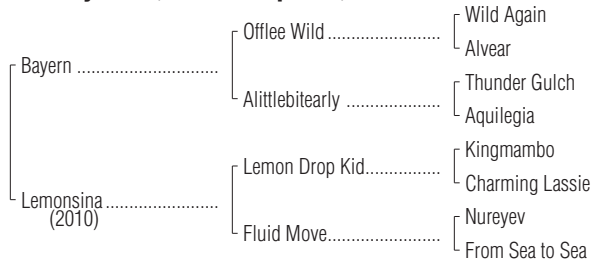 Wild Again
Offlee Wild
Alvear
Bayern
Thunder Gulch
Alittlebitearly
Aquilegia
Kingmambo
Lemon Drop Kid
Charming Lassie
Lemonsina
(2010)
Nureyev
Fluid Move
From Sea to Sea